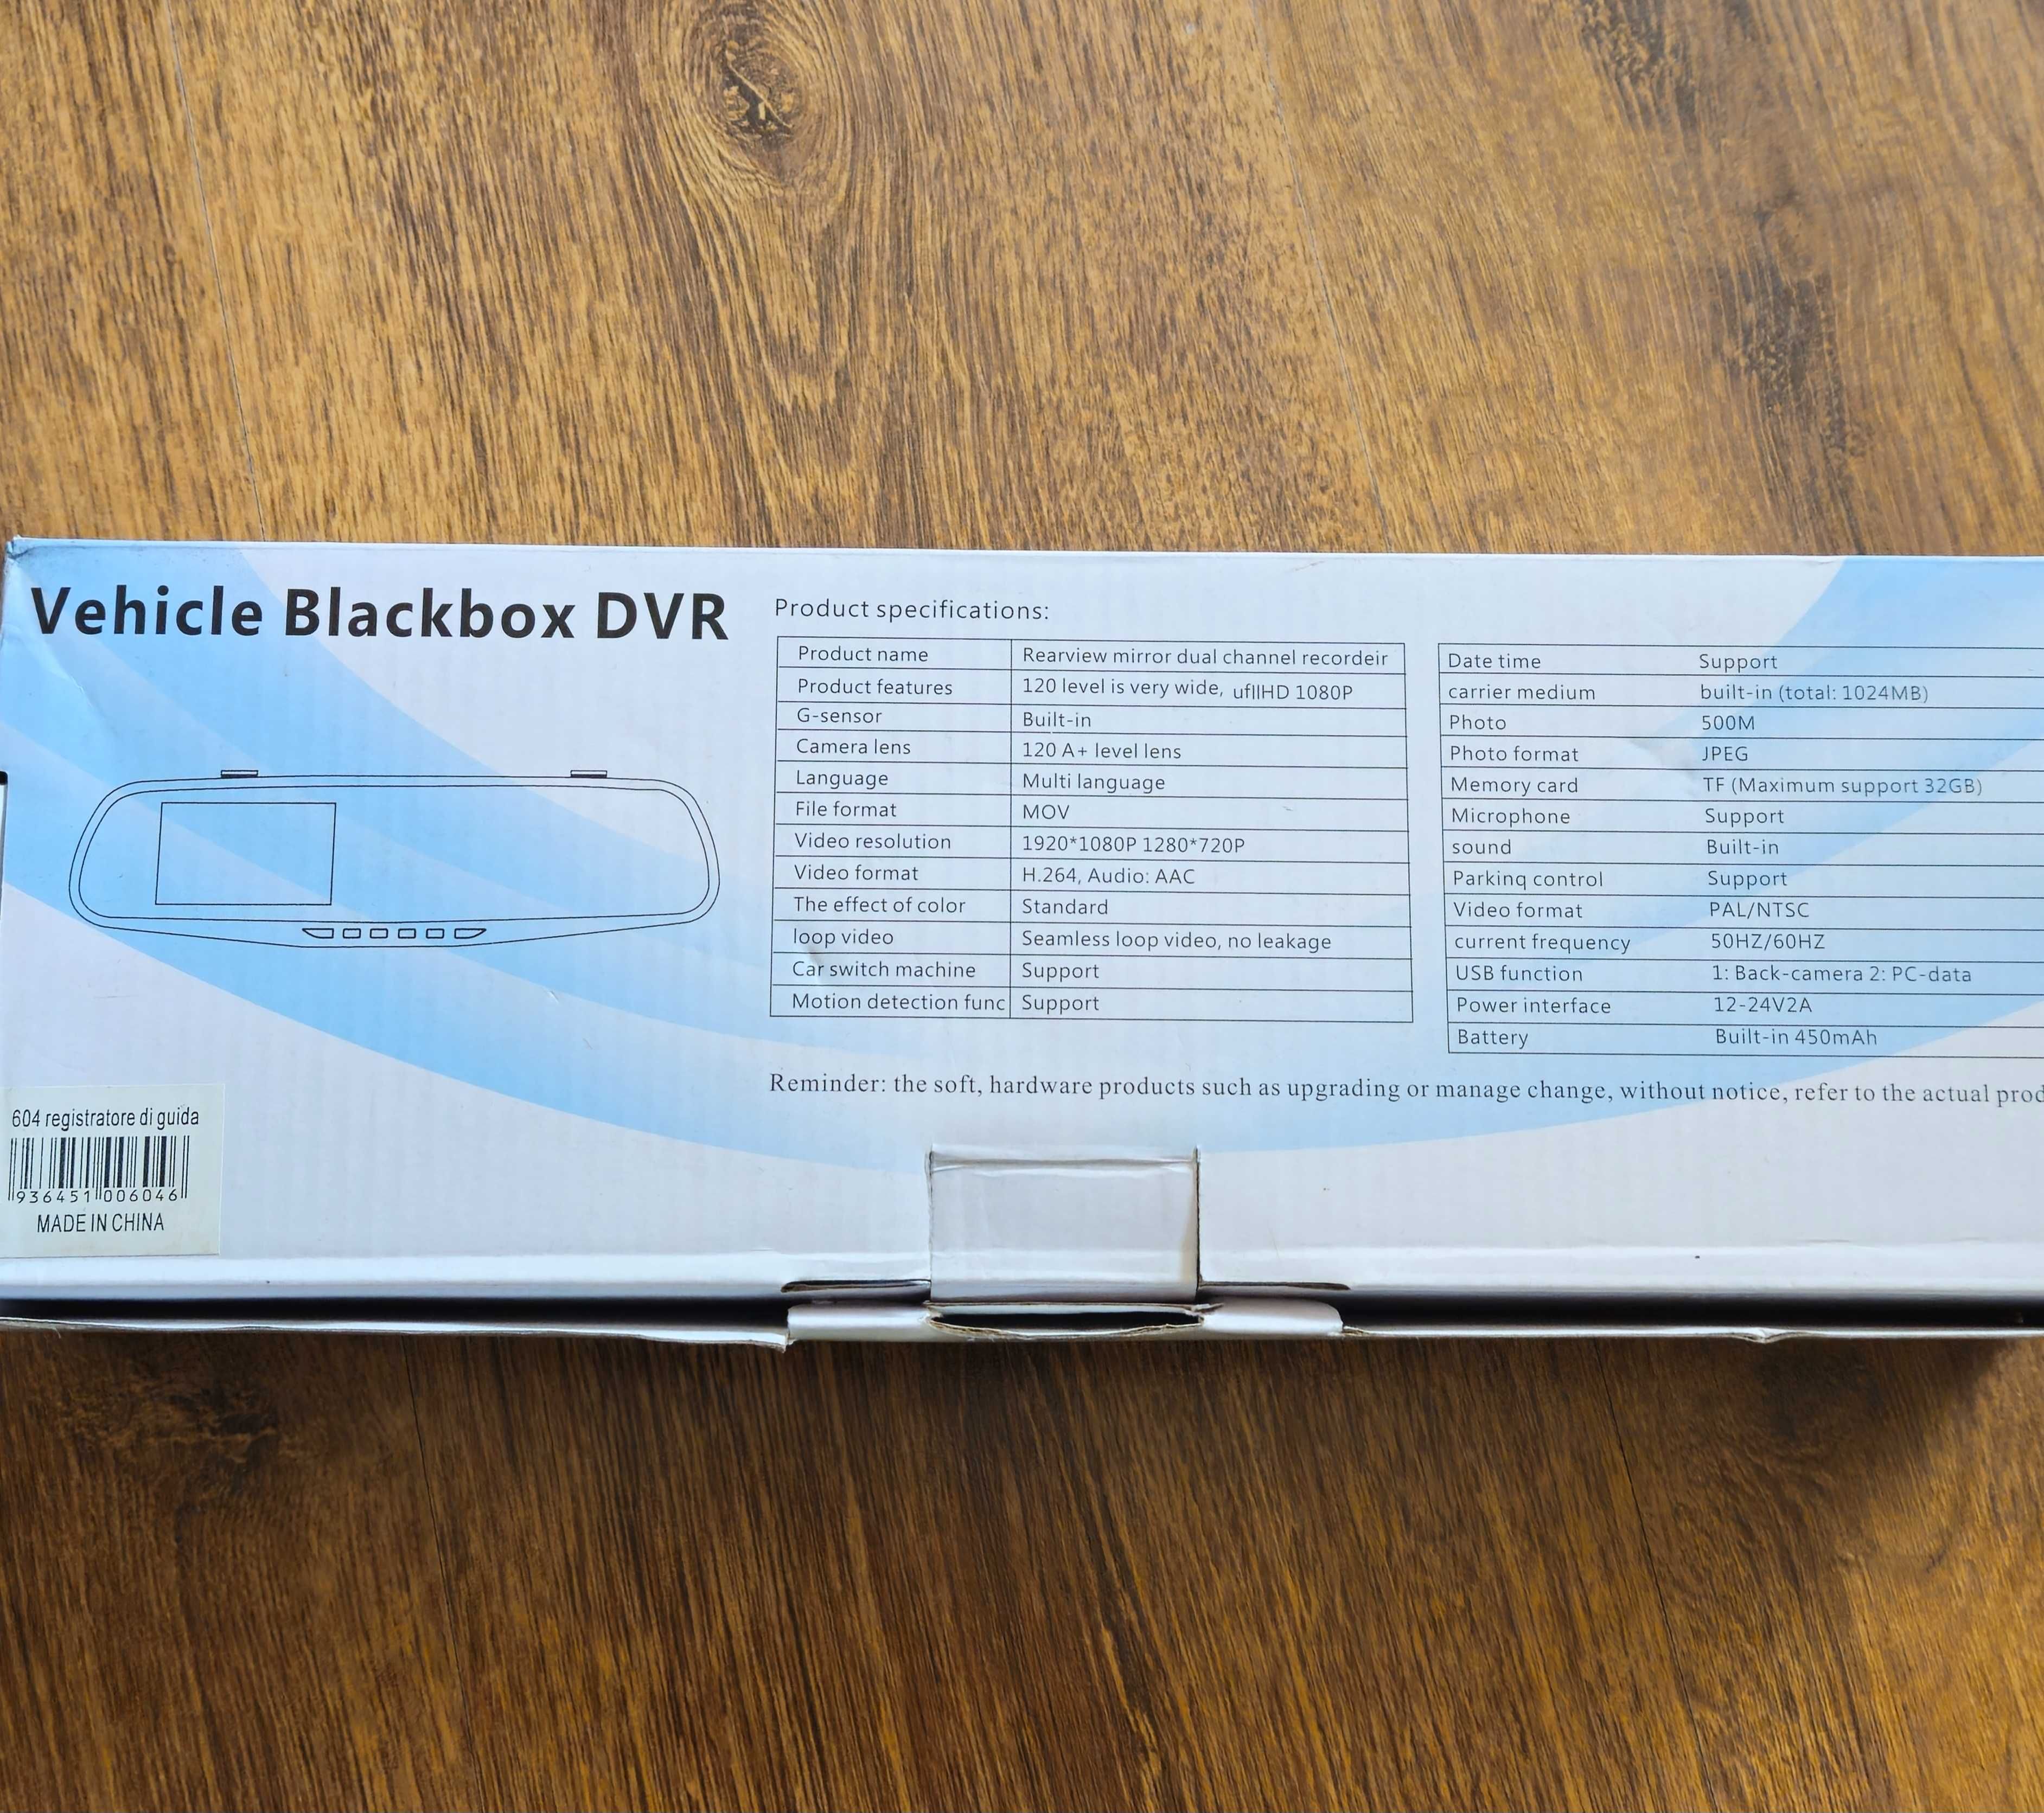 Vehicle Blackbox DVR
Product specifications:
Product name Rearview mirror dual channel recordeir
Product features 120 level is very wide, ufIIHD 1080P
G-sensor Built-in
Camera lens 120 A+ level lens
Language Multi language
File format MOV
Video resolution 1920*1080P 1280*720P
Video format H.264, Audio: AAC
The effect of color Standard
loop video Seamless loop video, no leakage
Car switch machine Support
Motion detection func Support
Date time Support
carrier medium built-in (total: 1024MB)
Photo 500M
Photo format JPEG
Memory card TF (Maximum support 32GB)
Microphone Support
sound Built-in
Parking control Support
Video format PAL/NTSC
current frequency 50HZ/60HZ
USB function 1: Back-camera 2: PC-data
Power interface 12-24V2A
Battery Built-in 450mAh
Reminder: the soft, hardware products such as upgrading or manage change, without notice, refer to the actual prod
604 registratore di guida
936451 006046
MADE IN CHINA